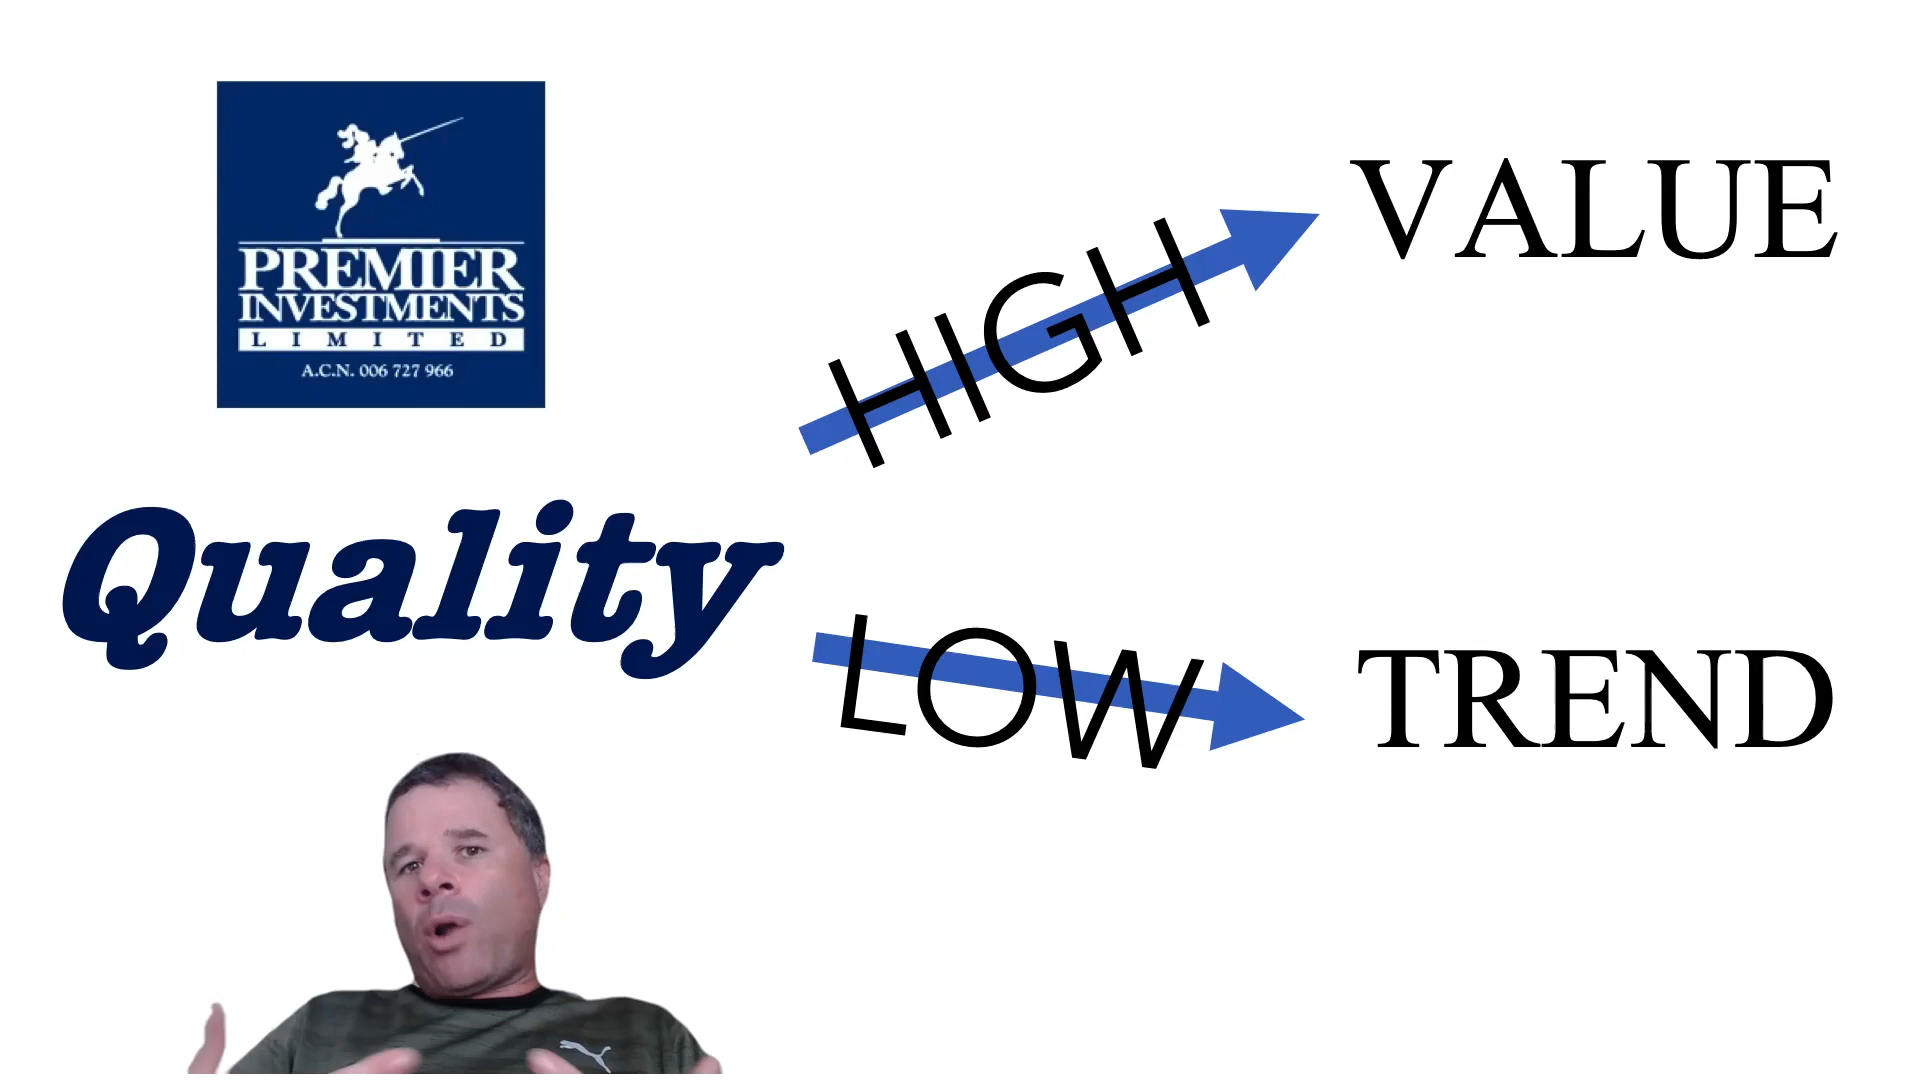 PREMIER
INVESTMENTS
LIMITED
A.C.N. 006 727 966
Quality
HIGH
VALUE
LOW
TREND